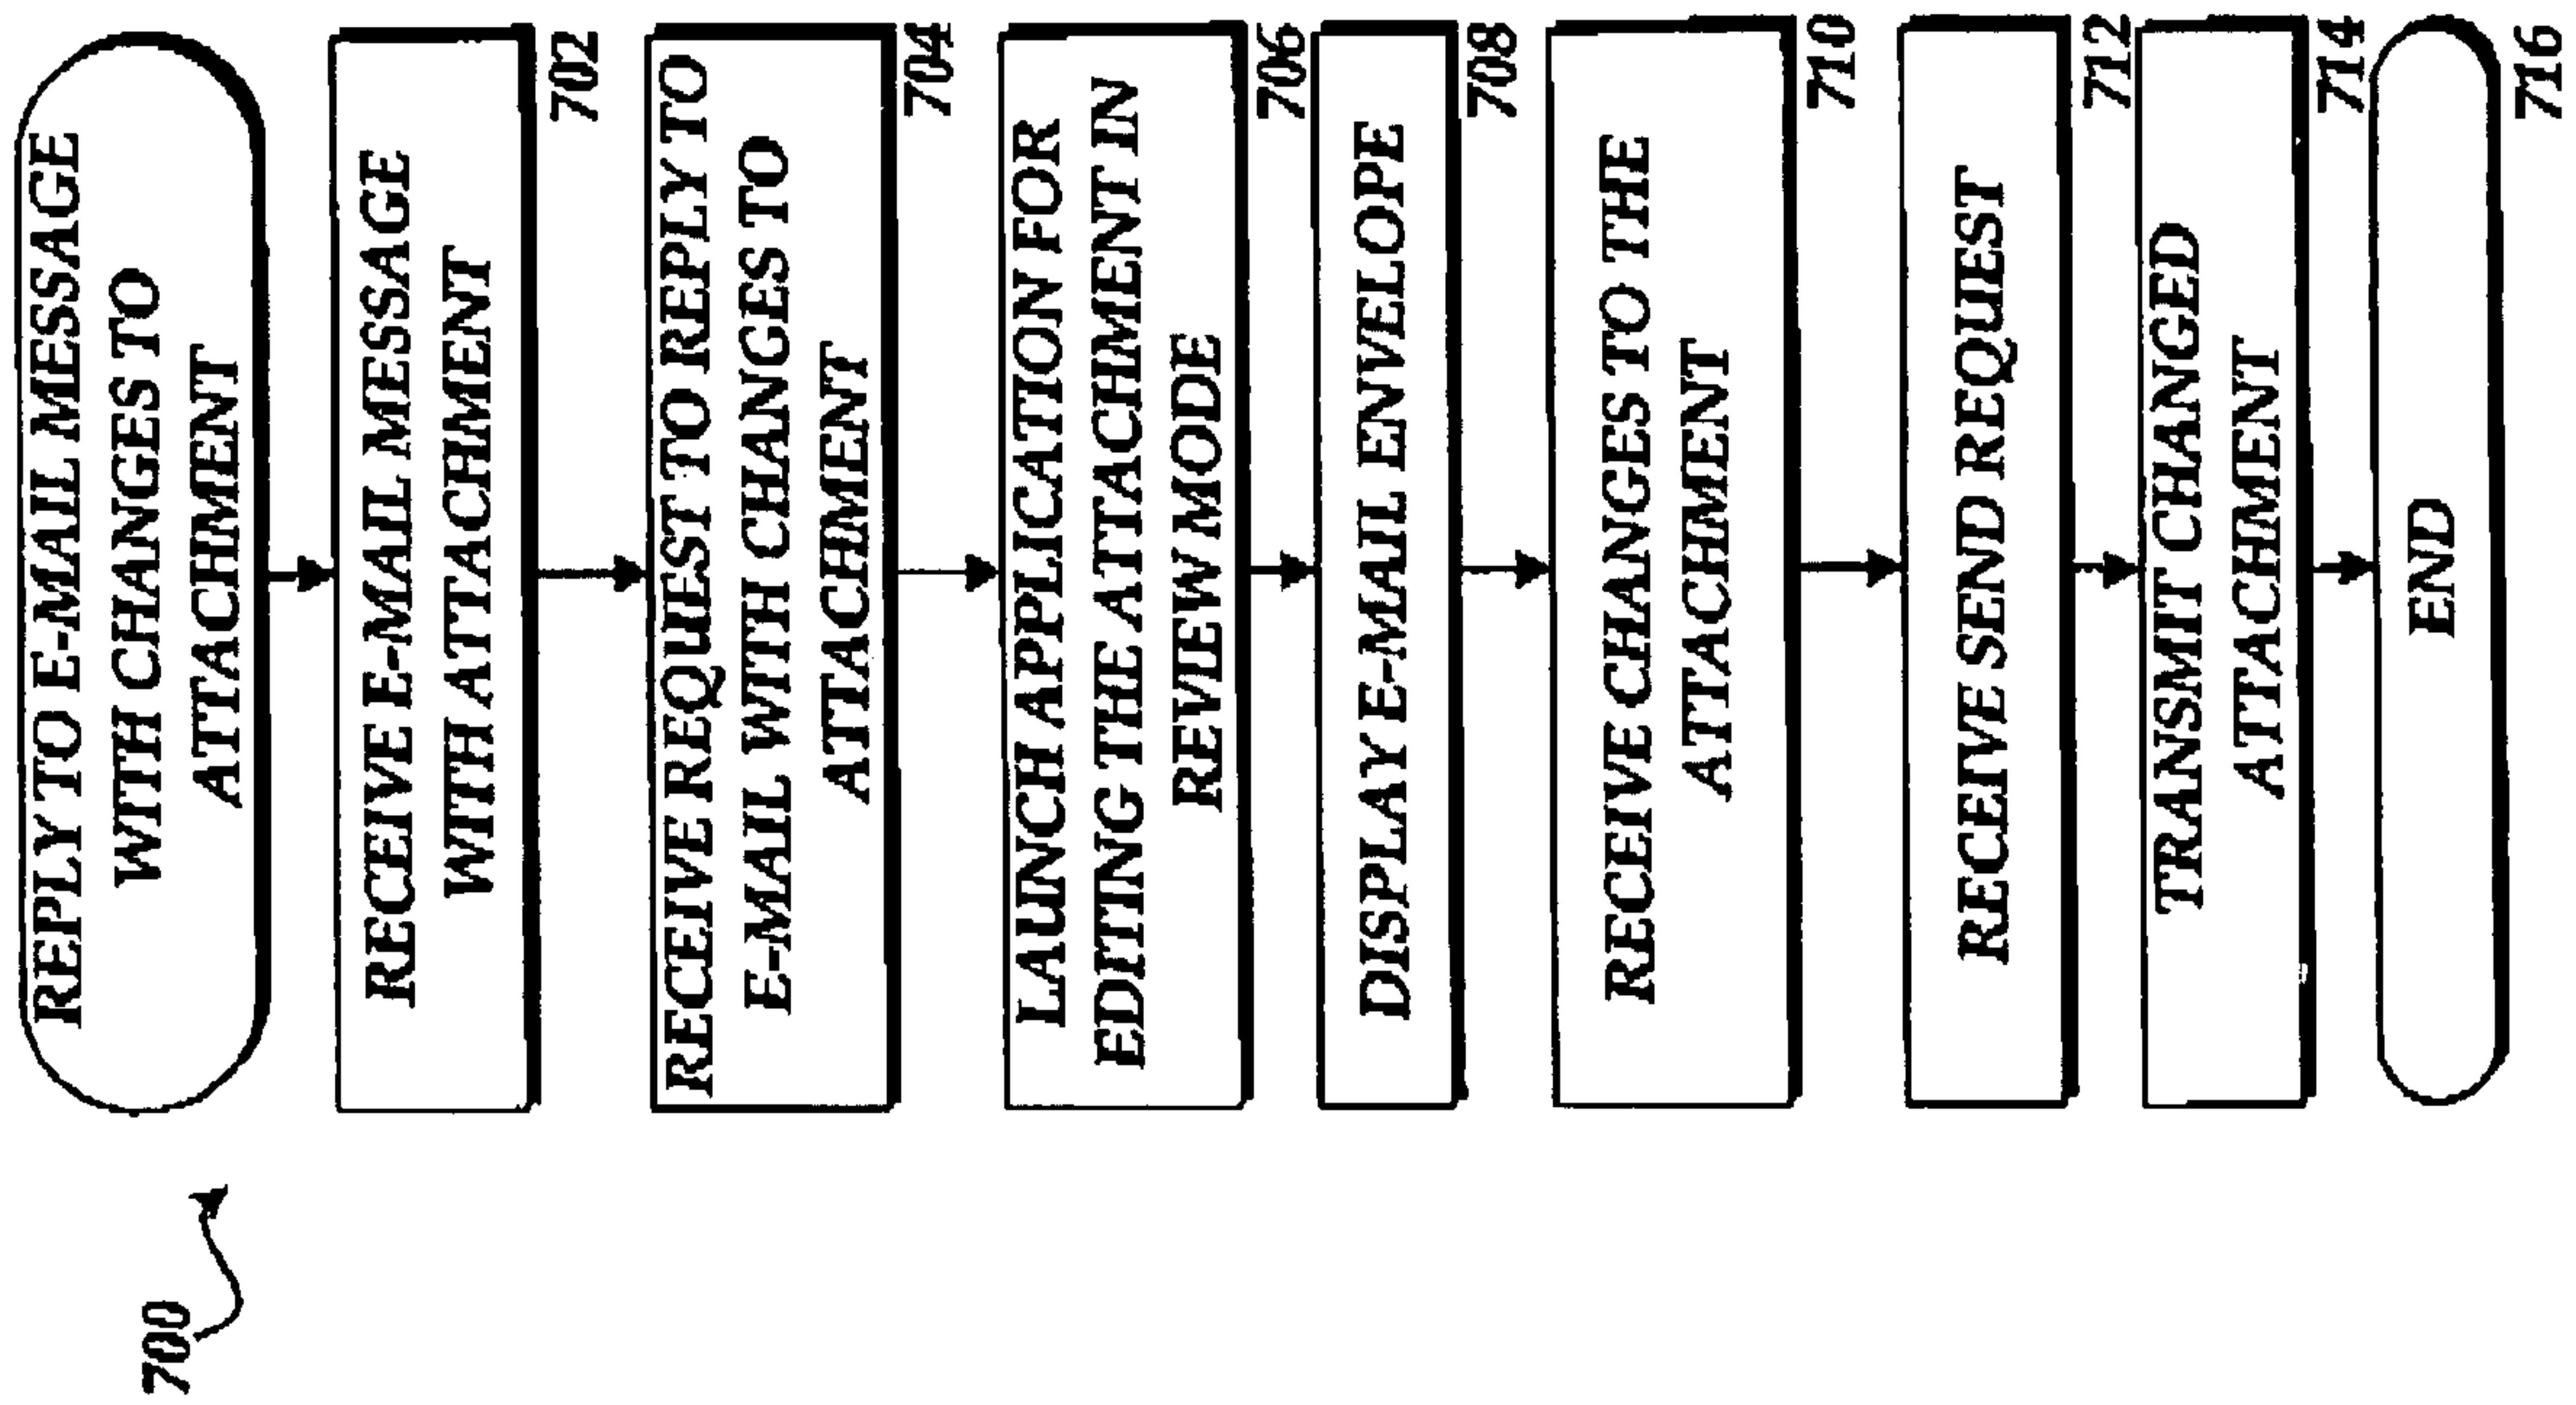 700
REPLY TO E-MAIL MESSAGE
WITH CHANGES TO
ATTACHMENT
RECEIVE E-MAIL MESSAGE
WITH ATTACHMENT
702
RECEIVE REQUEST TO REPLY TO
E-MAIL WITH CHANGES TO
ATTACHMENT
704
LAUNCH APPLICATION FOR
EDITING THE ATTACHMENT IN
REVIEW MODE
706
DISPLAY E-MAIL ENVELOPE
708
RECEIVE CHANGES TO THE
ATTACHMENT
710
RECEIVE SEND REQUEST
712
TRANSMIT CHANGED
ATTACHMENT
714
END
716